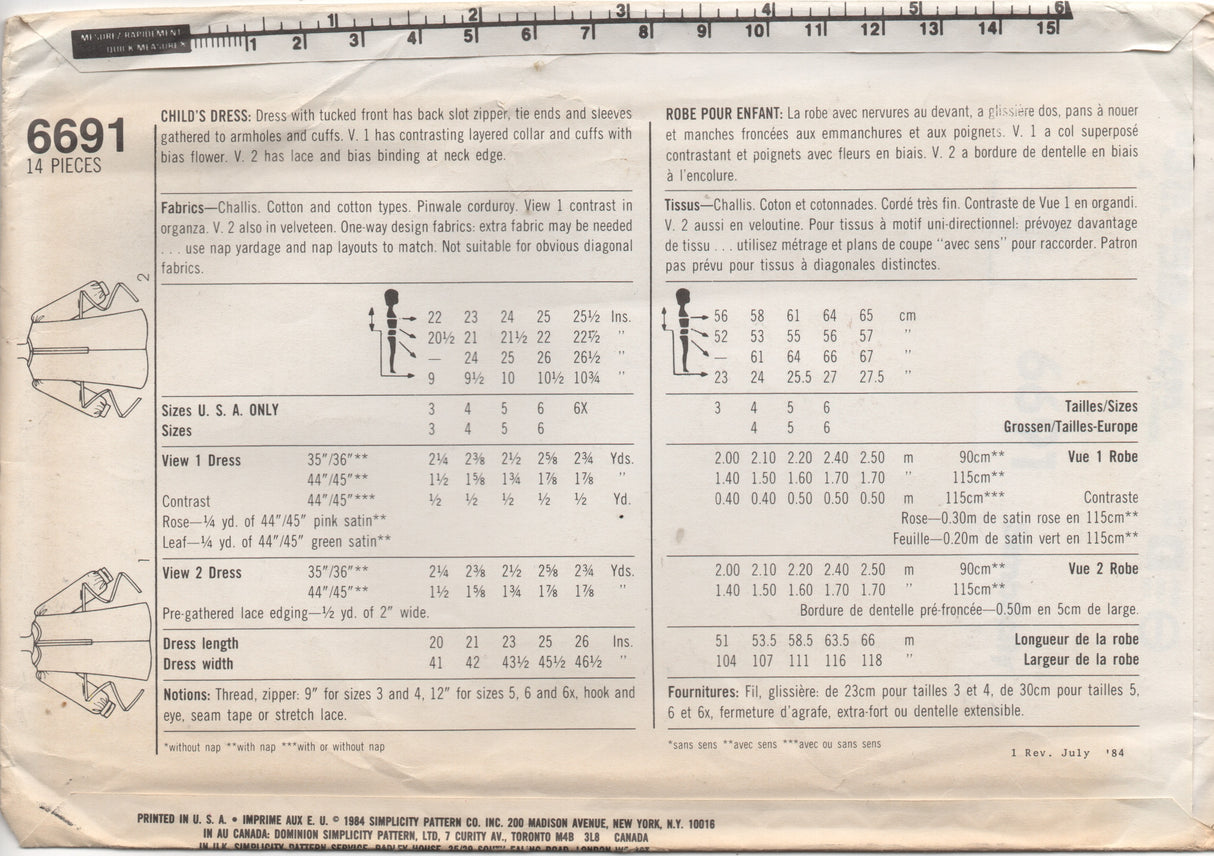 MESUREZ RAPIDEMENT
QUICK MEASURES
1 2 3 4 5 6
1 2 3 4 5 6 7 8 9 10 11 12 13 14 15
6691
14 PIECES
CHILD'S DRESS: Dress with tucked front has back slot zipper, tie ends and sleeves
gathered to armholes and cuffs. V. 1 has contrasting layered collar and cuffs with
bias flower. V. 2 has lace and bias binding at neck edge.
Fabrics—Challis. Cotton and cotton types. Pinwale corduroy. View 1 contrast in
organza. V. 2 also in velveteen. One-way design fabrics: extra fabric may be needed
. . . use nap yardage and nap layouts to match. Not suitable for obvious diagonal
fabrics.
2
22 23 24 25 25½ Ins.
20½ 21 21½ 22 22½ ”
— 24 25 26 26½ ”
9 9½ 10 10½ 10¾ ”
Sizes U. S. A. ONLY 3 4 5 6 6X
Sizes 3 4 5 6
View 1 Dress 35″/36″** 2¼ 2⅜ 2½ 2⅝ 2¾ Yds.
44″/45″** 1½ 1⅝ 1¾ 1⅞ 1⅞ ”
Contrast 44″/45″*** ½ ½ ½ ½ ½ Yd.
Rose—¼ yd. of 44″/45″ pink satin**
Leaf—¼ yd. of 44″/45″ green satin**
1
View 2 Dress 35″/36″** 2¼ 2⅜ 2½ 2⅝ 2¾ Yds.
44″/45″** 1½ 1⅝ 1¾ 1⅞ 1⅞ ”
Pre-gathered lace edging—½ yd. of 2″ wide.
Dress length 20 21 23 25 26 Ins.
Dress width 41 42 43½ 45½ 46½ ”
Notions: Thread, zipper: 9″ for sizes 3 and 4, 12″ for sizes 5, 6 and 6x, hook and
eye, seam tape or stretch lace.
*without nap **with nap ***with or without nap
ROBE POUR ENFANT: La robe avec nervures au devant, a glissière dos, pans à nouer
et manches froncées aux emmanchures et aux poignets. V. 1 a col superposé
contrastant et poignets avec fleurs en biais. V. 2 a bordure de dentelle en biais
à l'encolure.
Tissus—Challis. Coton et cotonnades. Cordé très fin. Contraste de Vue 1 en organdi.
V. 2 aussi en veloutine. Pour tissus à motif uni-directionnel: prévoyez davantage
de tissu . . . utilisez métrage et plans de coupe “avec sens” pour raccorder. Patron
pas prévu pour tissus à diagonales distinctes.
56 58 61 64 65 cm
52 53 55 56 57 ”
— 61 64 66 67 ”
23 24 25.5 27 27.5 ”
3 4 5 6 Tailles/Sizes
4 5 6 Grossen/Tailles-Europe
2.00 2.10 2.20 2.40 2.50 m 90cm** Vue 1 Robe
1.40 1.50 1.60 1.70 1.70 ” 115cm**
0.40 0.40 0.50 0.50 0.50 m 115cm*** Contraste
Rose—0.30m de satin rose en 115cm**
Feuille—0.20m de satin vert en 115cm**
2.00 2.10 2.20 2.40 2.50 m 90cm** Vue 2 Robe
1.40 1.50 1.60 1.70 1.70 ” 115cm**
Bordure de dentelle pré-froncée—0.50m en 5cm de large.
51 53.5 58.5 63.5 66 m Longueur de la robe
104 107 111 116 118 ” Largeur de la robe
Fournitures: Fil, glissière: de 23cm pour tailles 3 et 4, de 30cm pour tailles 5,
6 et 6x, fermeture d'agrafe, extra-fort ou dentelle extensible.
*sans sens **avec sens ***avec ou sans sens
1 Rev. July '84
PRINTED IN U. S. A. • IMPRIME AUX E. U. © 1984 SIMPLICITY PATTERN CO. INC. 200 MADISON AVENUE, NEW YORK, N.Y. 10016
IN AU CANADA: DOMINION SIMPLICITY PATTERN, LTD, 7 CURITY AV., TORONTO M4B 3L8 CANADA
IN U.K. SIMPLICITY PATTERN SERVICE, HOUSE, SOUTH EALING ROAD, LONDON